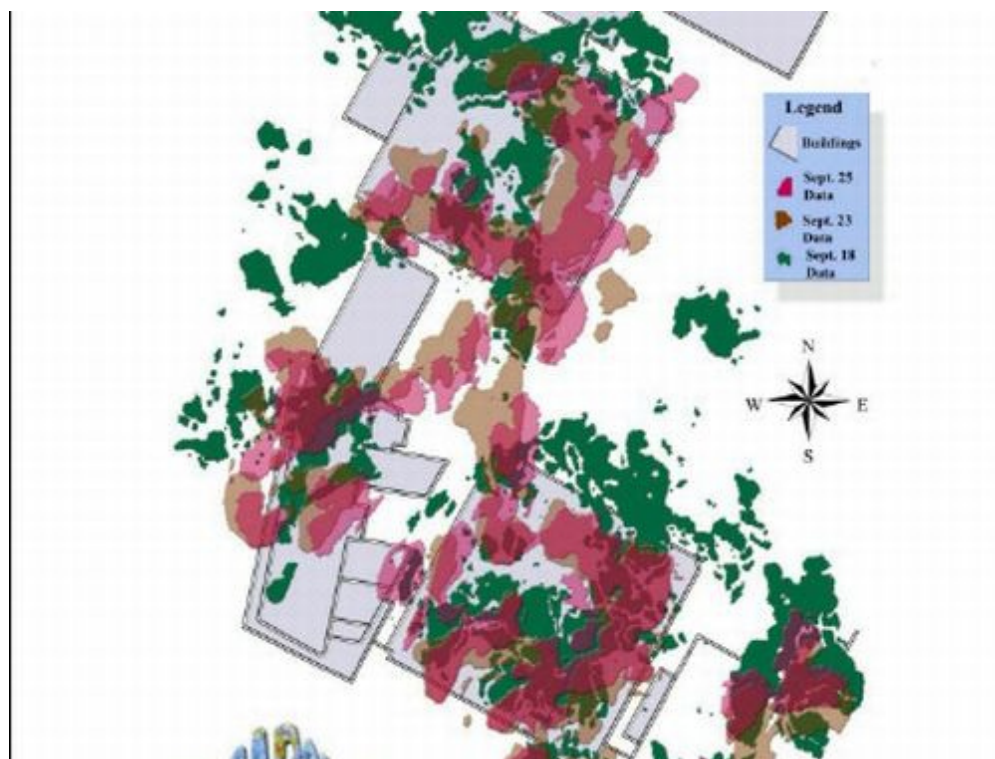 Legend
Buildings
Sept. 25
Data
Sept. 23
Data
Sept. 18
Data
N
W E
S